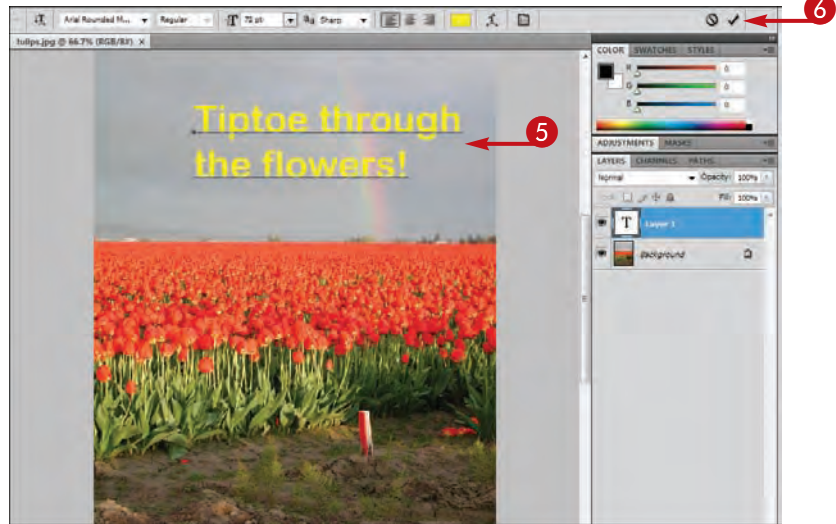 6
Arial Rounded M... Regular 72 pt aa Sharp
tulips.jpg @ 66.7% (RGB/8#) ×
COLOR SWATCHES STYLES
R 0
G 0
B 0
Tiptoe through
the flowers!
5
ADJUSTMENTS MASKS
LAYERS CHANNELS PATHS
Normal Opacity: 100%
Fill: 100%
T Layer 1
Background